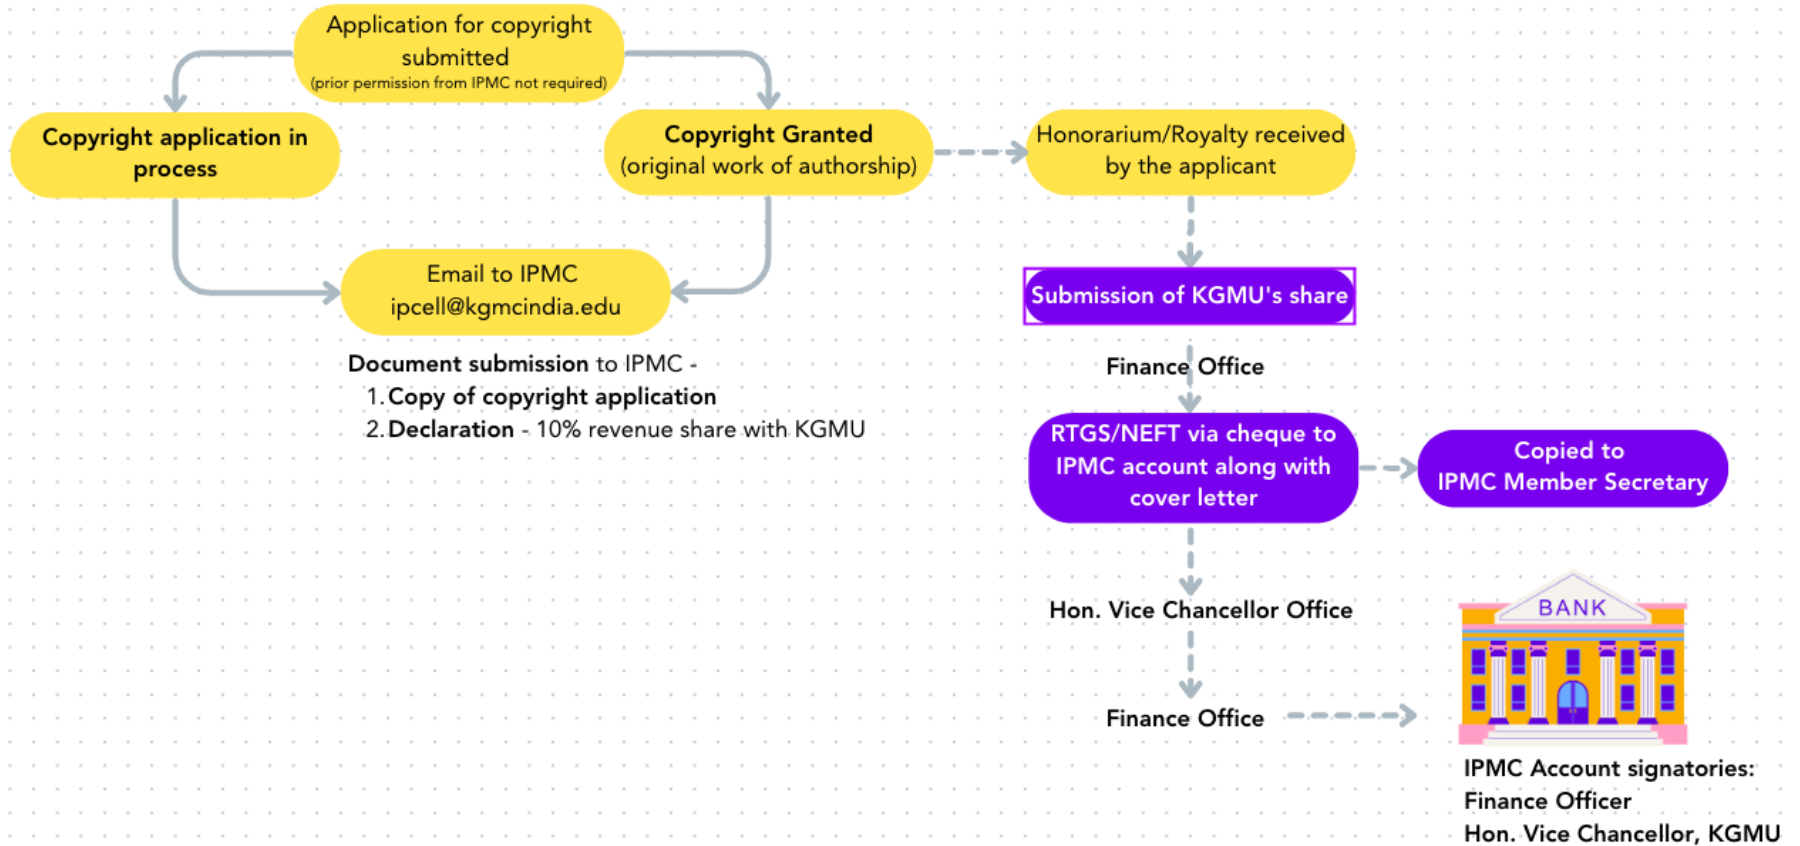 Application for copyright
submitted
(prior permission from IPMC not required)
Copyright application in
process
Copyright Granted
(original work of authorship)
Honorarium/Royalty received
by the applicant
Email to IPMC
ipcell@kgmcindia.edu
Document submission to IPMC -
1. Copy of copyright application
2. Declaration - 10% revenue share with KGMU
Submission of KGMU's share
Finance Office
RTGS/NEFT via cheque to
IPMC account along with
cover letter
Copied to
IPMC Member Secretary
Hon. Vice Chancellor Office
Finance Office
BANK
IPMC Account signatories:
Finance Officer
Hon. Vice Chancellor, KGMU